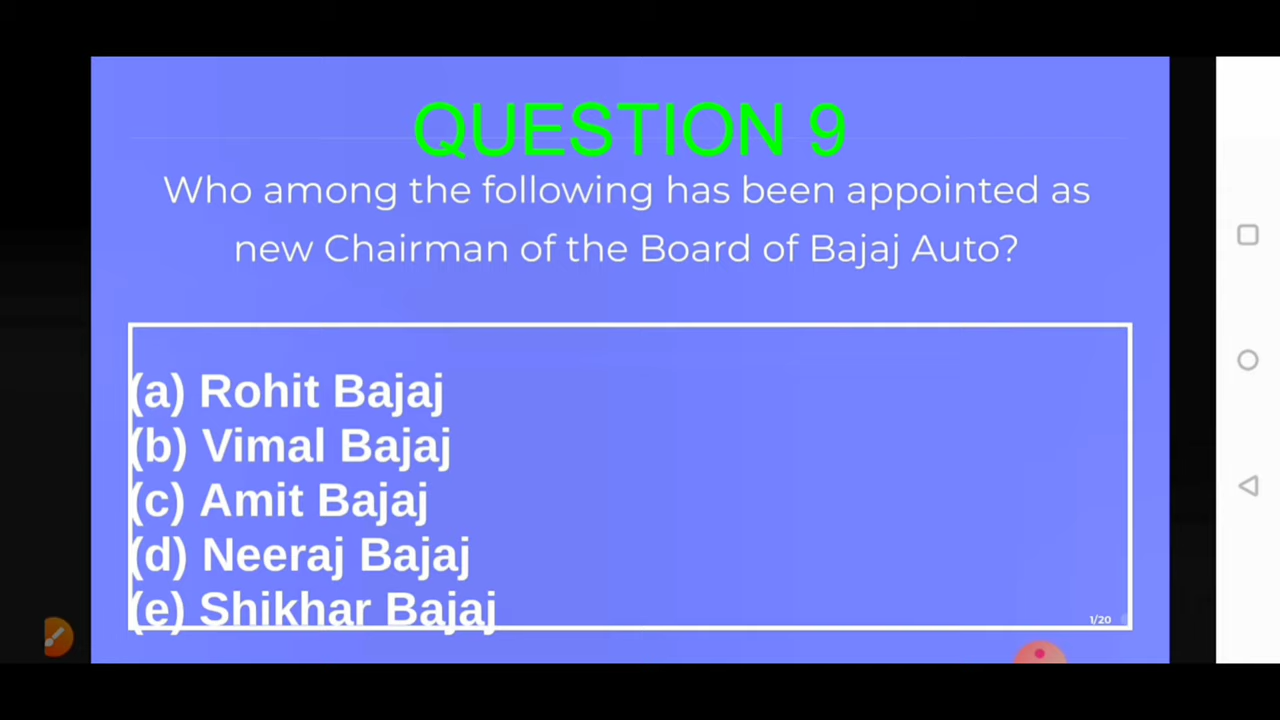 QUESTION 9
Who among the following has been appointed as
new Chairman of the Board of Bajaj Auto?
(a) Rohit Bajaj
(b) Vimal Bajaj
(c) Amit Bajaj
(d) Neeraj Bajaj
(e) Shikhar Bajaj
1/20